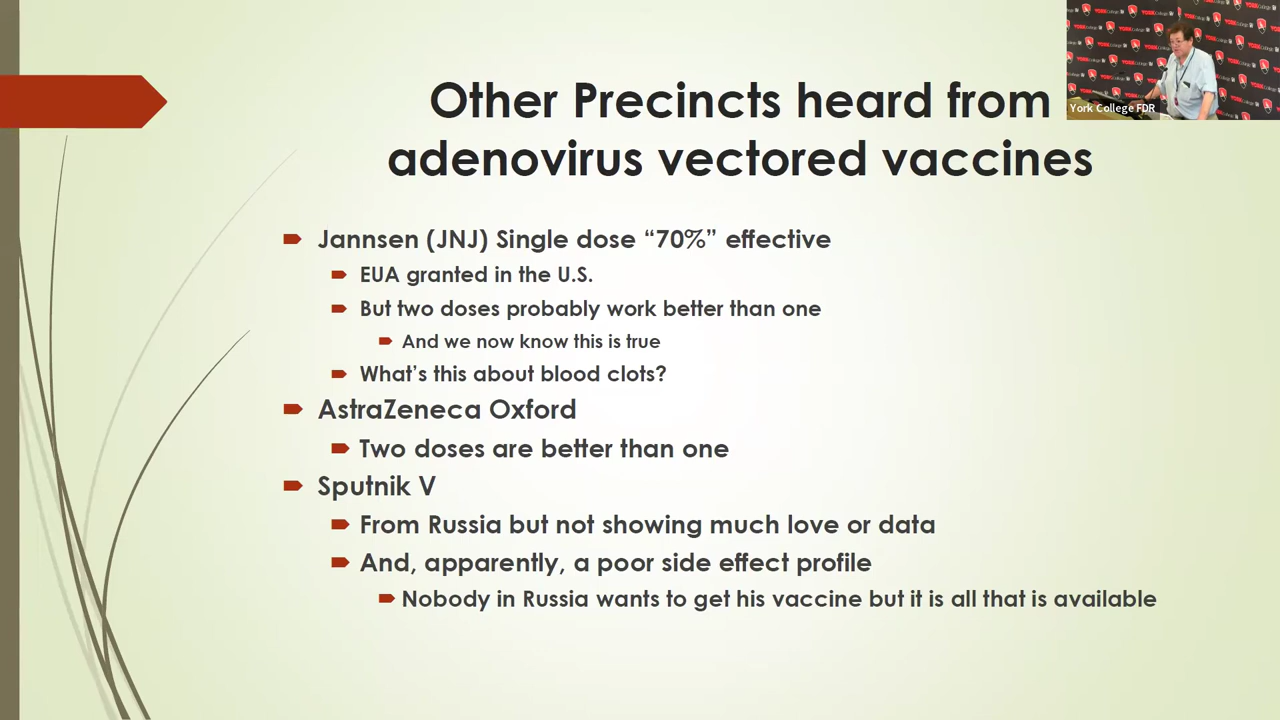 Other Precincts heard from
adenovirus vectored vaccines
York College FDR
Jannsen (JNJ) Single dose “70%” effective
EUA granted in the U.S.
But two doses probably work better than one
And we now know this is true
What’s this about blood clots?
AstraZeneca Oxford
Two doses are better than one
Sputnik V
From Russia but not showing much love or data
And, apparently, a poor side effect profile
Nobody in Russia wants to get his vaccine but it is all that is available